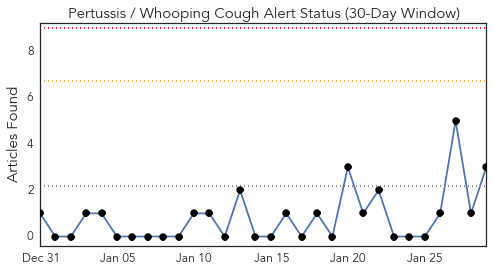 Pertussis / Whooping Cough Alert Status (30-Day Window)
Articles Found
8
6
4
2
0
Dec 31 Jan 05 Jan 10 Jan 15 Jan 20 Jan 25